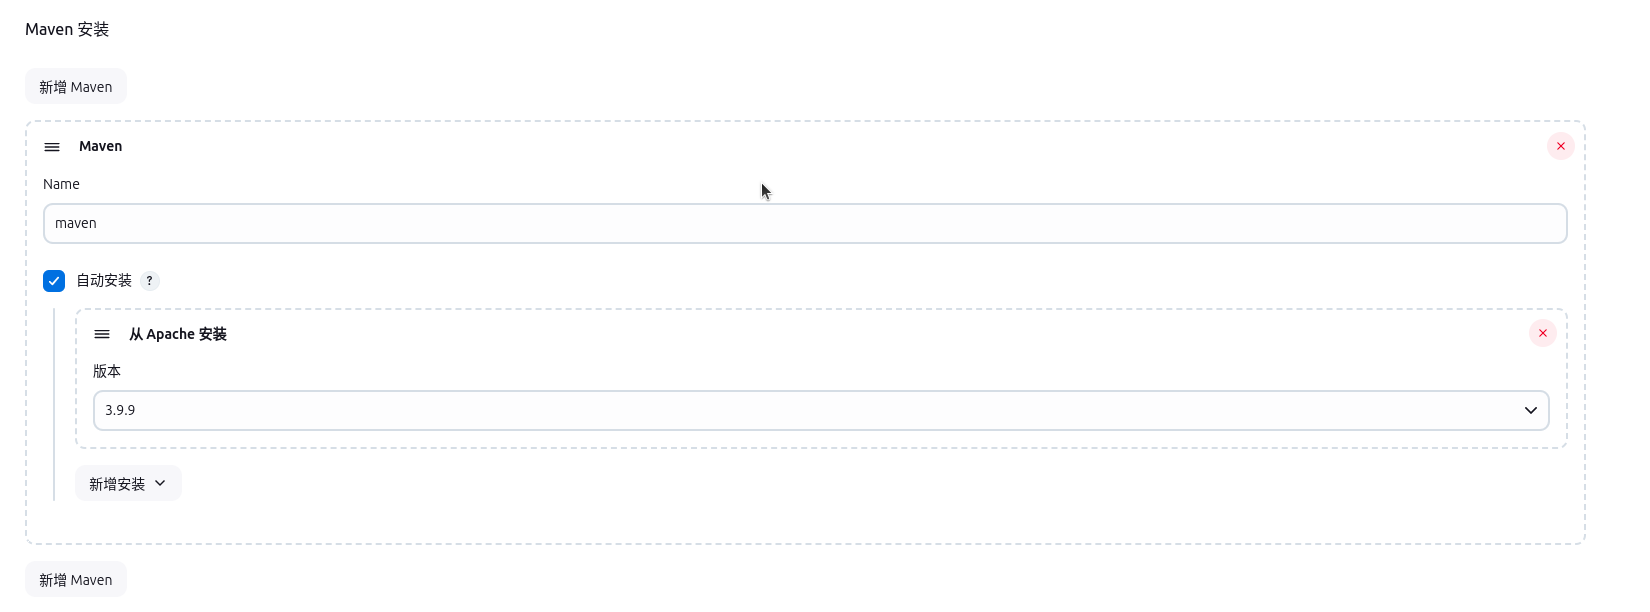 Maven 安装
新增 Maven
Maven
Name
maven
自动安装 ?
从 Apache 安装
版本
3.9.9
新增安装
新增 Maven